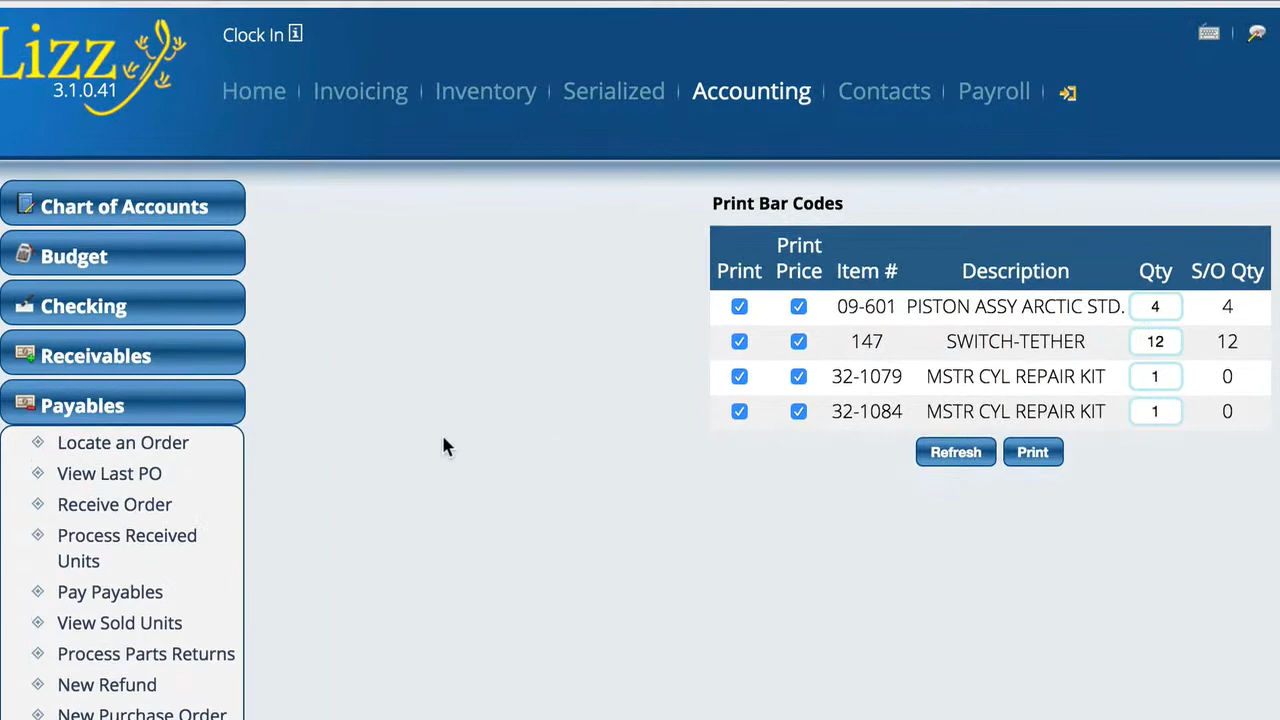 Lizz
3.1.0.41
Clock In
Home Invoicing Inventory Serialized Accounting Contacts Payroll
Chart of Accounts
Budget
Checking
Receivables
Payables
Locate an Order
View Last PO
Receive Order
Process Received
Units
Pay Payables
View Sold Units
Process Parts Returns
New Refund
New Purchase Order
Print Bar Codes
Print Print Price Item # Description Qty S/O Qty
09-601 PISTON ASSY ARCTIC STD. 4 4
147 SWITCH-TETHER 12 12
32-1079 MSTR CYL REPAIR KIT 1 0
32-1084 MSTR CYL REPAIR KIT 1 0
Refresh Print